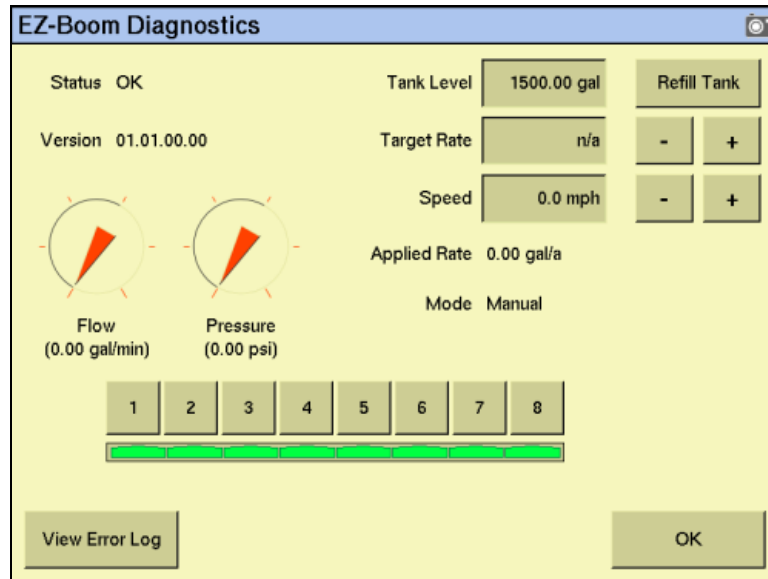 EZ-Boom Diagnostics
Status OK
Tank Level 1500.00 gal Refill Tank
Version 01.01.00.00
Target Rate n/a - +
Speed 0.0 mph - +
Applied Rate 0.00 gal/a
Mode Manual
Flow
(0.00 gal/min)
Pressure
(0.00 psi)
1 2 3 4 5 6 7 8
View Error Log
OK